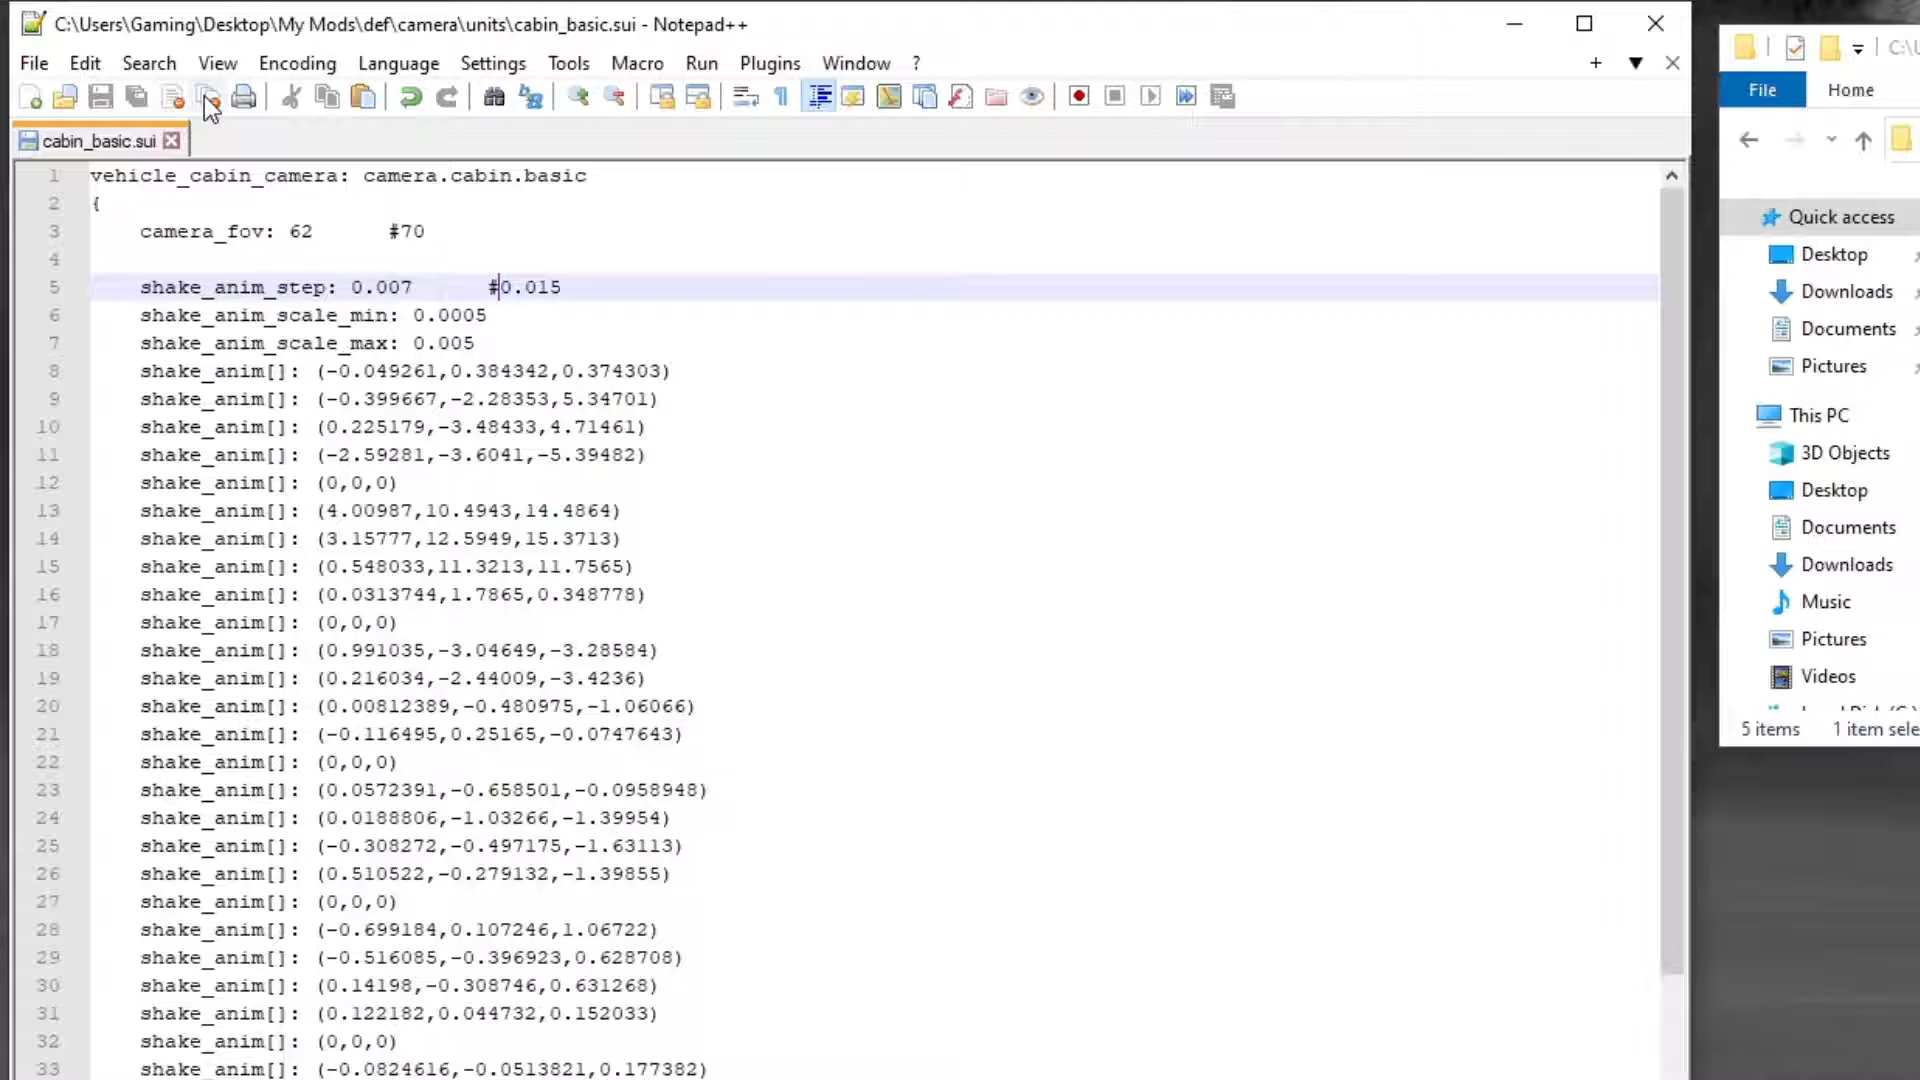 C:\Users\Gaming\Desktop\My Mods\def\camera\units\cabin_basic.sui - Notepad++
File Edit Search View Encoding Language Settings Tools Macro Run Plugins Window ?
cabin_basic.sui
1 vehicle_cabin_camera: camera.cabin.basic
2 {
3 camera_fov: 62 #70
4
5 shake_anim_step: 0.007 #0.015
6 shake_anim_scale_min: 0.0005
7 shake_anim_scale_max: 0.005
8 shake_anim[]: (-0.049261,0.384342,0.374303)
9 shake_anim[]: (-0.399667,-2.28353,5.34701)
10 shake_anim[]: (0.225179,-3.48433,4.71461)
11 shake_anim[]: (-2.59281,-3.6041,-5.39482)
12 shake_anim[]: (0,0,0)
13 shake_anim[]: (4.00987,10.4943,14.4864)
14 shake_anim[]: (3.15777,12.5949,15.3713)
15 shake_anim[]: (0.548033,11.3213,11.7565)
16 shake_anim[]: (0.0313744,1.7865,0.348778)
17 shake_anim[]: (0,0,0)
18 shake_anim[]: (0.991035,-3.04649,-3.28584)
19 shake_anim[]: (0.216034,-2.44009,-3.4236)
20 shake_anim[]: (0.00812389,-0.480975,-1.06066)
21 shake_anim[]: (-0.116495,0.25165,-0.0747643)
22 shake_anim[]: (0,0,0)
23 shake_anim[]: (0.0572391,-0.658501,-0.0958948)
24 shake_anim[]: (0.0188806,-1.03266,-1.39954)
25 shake_anim[]: (-0.308272,-0.497175,-1.63113)
26 shake_anim[]: (0.510522,-0.279132,-1.39855)
27 shake_anim[]: (0,0,0)
28 shake_anim[]: (-0.699184,0.107246,1.06722)
29 shake_anim[]: (-0.516085,-0.396923,0.628708)
30 shake_anim[]: (0.14198,-0.308746,0.631268)
31 shake_anim[]: (0.122182,0.044732,0.152033)
32 shake_anim[]: (0,0,0)
33 shake_anim[]: (-0.0824616,-0.0513821,0.177382)
File Home
Quick access
Desktop
Downloads
Documents
Pictures
This PC
3D Objects
Desktop
Documents
Downloads
Music
Pictures
Videos
5 items 1 item sele